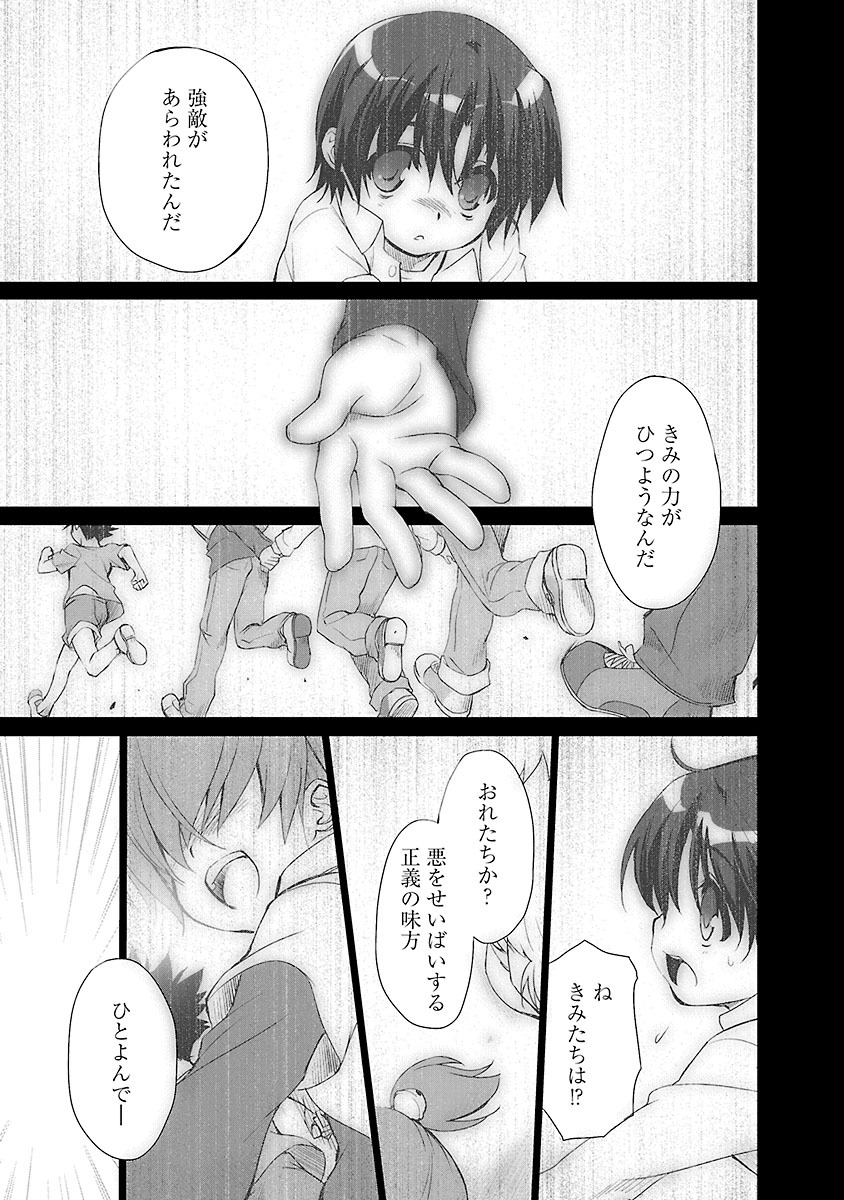 強敵が
あらわれたんだ
きみの力が
ひつようなんだ
ね
きみたちは!?
おれたちか?
悪をせいばいする
正義の味方
ひとよんでー